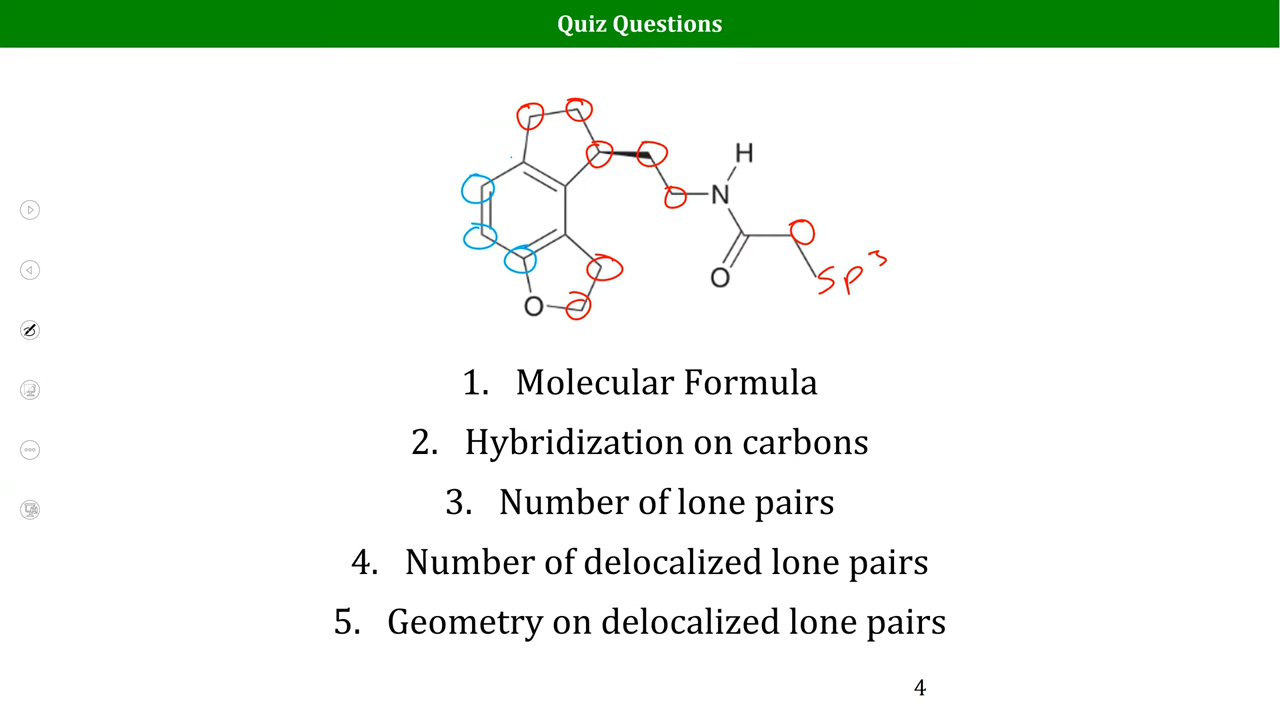 Quiz Questions
H
N
O
O
Sp³
1. Molecular Formula
2. Hybridization on carbons
3. Number of lone pairs
4. Number of delocalized lone pairs
5. Geometry on delocalized lone pairs
4